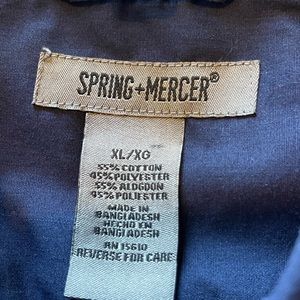 SPRING+MERCER®
XL/XG
55% COTTON
45% POLYESTER
55% ALDGDON
45% POLIESTER
MADE IN
BANGLADESH
HECHO EN
BANGLADESH
RN 15610
REVERSE FOR CARE